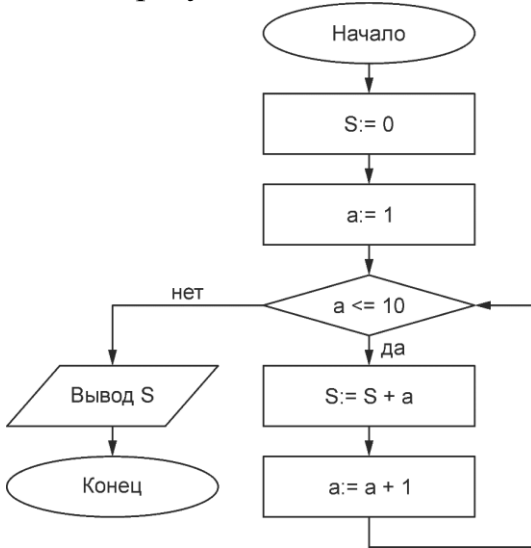 Начало
S:= 0
a:= 1
a <= 10
нет
да
Вывод S
S:= S + a
Конец
a:= a + 1